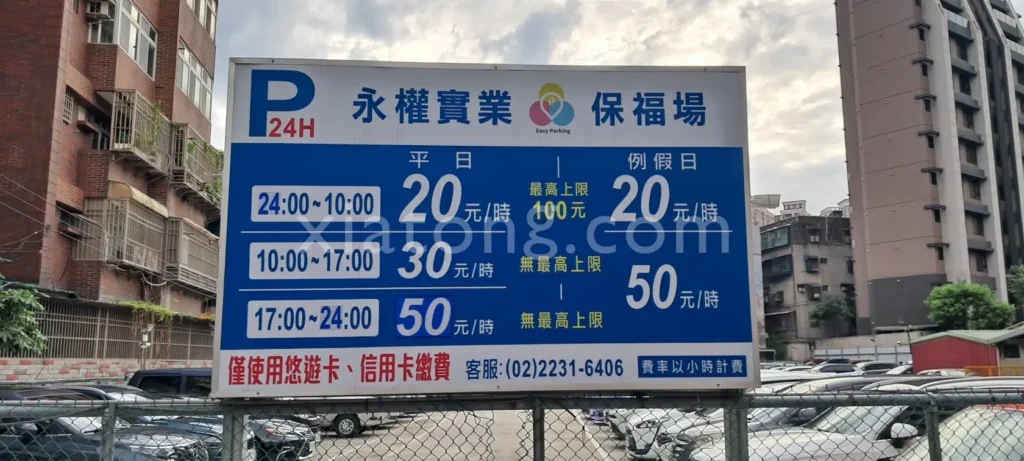 P 24H 永權實業 Easy Parking 保福場
平日 例假日
24:00~10:00 20元/時 最高上限 100元 20元/時
10:00~17:00 30元/時 無最高上限 50元/時
17:00~24:00 50元/時 無最高上限
僅使用悠遊卡、信用卡繳費 客服:(02)2231-6406 費率以小時計費
xiatong.com